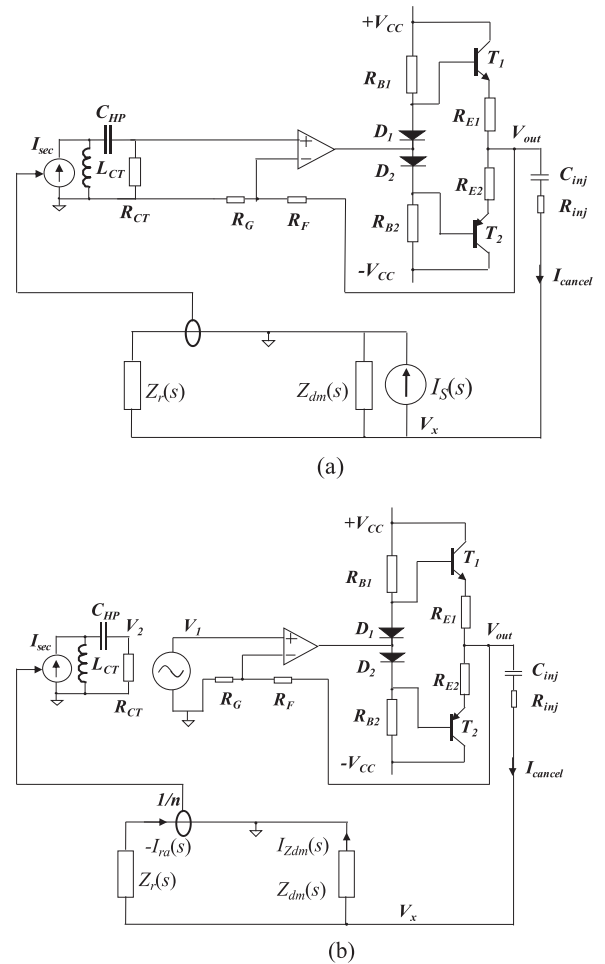 +V_CC
R_B1
T_1
C_HP
R_E1
V_out
I_sec
D_1
L_CT
D_2
C_inj
R_E2
R_CT
R_G
R_F
R_B2
R_inj
T_2
-V_CC
I_cancel
Z_r(s)
Z_dm(s)
I_S(s)
V_x
(a)
+V_CC
R_B1
T_1
C_HP
V_2
V_1
R_E1
V_out
I_sec
D_1
L_CT
D_2
C_inj
R_E2
R_CT
R_G
R_F
R_B2
R_inj
T_2
-V_CC
I_cancel
1/n
-I_ra(s)
I_Zdm(s)
Z_r(s)
Z_dm(s)
V_x
(b)